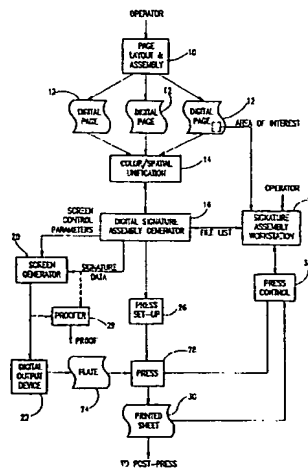 OPERATOR
PAGE
LAYOUT &
ASSEMBLY
10
12
12
12
DIGITAL
PAGE
DIGITAL
PAGE
DIGITAL
PAGE
AREA OF INTEREST
COLOR/SPATIAL
UNIFICATION
14
OPERATOR
SCREEN
CONTROL
PARAMETERS
DIGITAL SIGNATURE
ASSEMBLY GENERATOR
16
FILE LIST
SIGNATURE
ASSEMBLY
WORKSTATION
20
SCREEN
GENERATOR
SIGNATURE
DATA
PRESS
CONTROL
PROOFER
PROOF
PRESS
SET-UP
26
DIGITAL
OUTPUT
DEVICE
22
PLATE
24
PRESS
28
PRINTED
SHEET
30
TO POST-PRESS